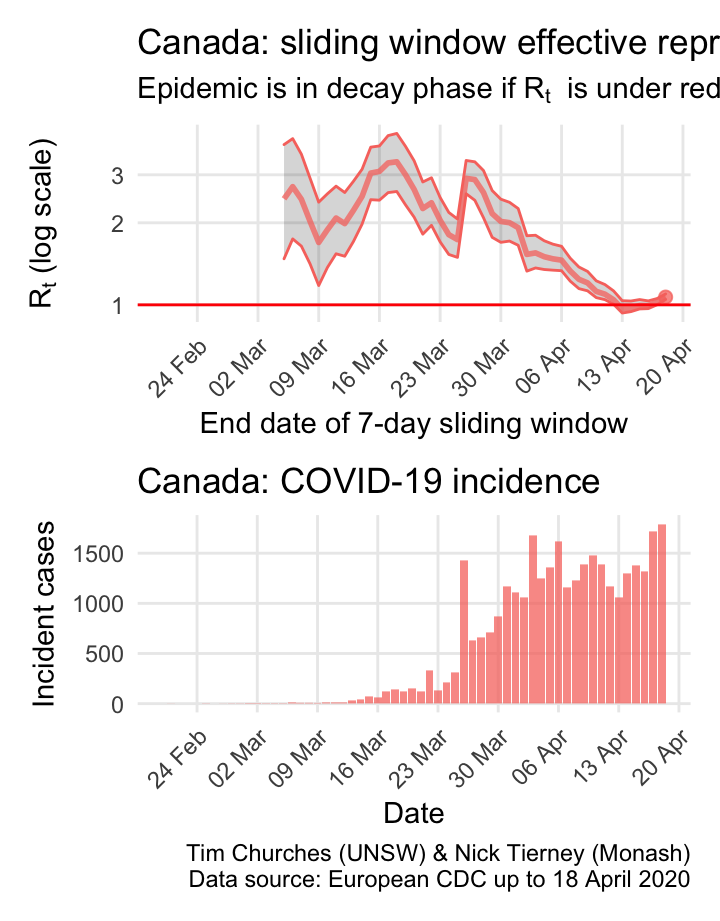 Canada: sliding window effective repr
Epidemic is in decay phase if Rt is under red
Rt (log scale)
3
2
1
24 Feb
02 Mar
09 Mar
16 Mar
23 Mar
30 Mar
06 Apr
13 Apr
20 Apr
End date of 7-day sliding window
Canada: COVID-19 incidence
Incident cases
1500
1000
500
0
24 Feb
02 Mar
09 Mar
16 Mar
23 Mar
30 Mar
06 Apr
13 Apr
20 Apr
Date
Tim Churches (UNSW) & Nick Tierney (Monash)
Data source: European CDC up to 18 April 2020